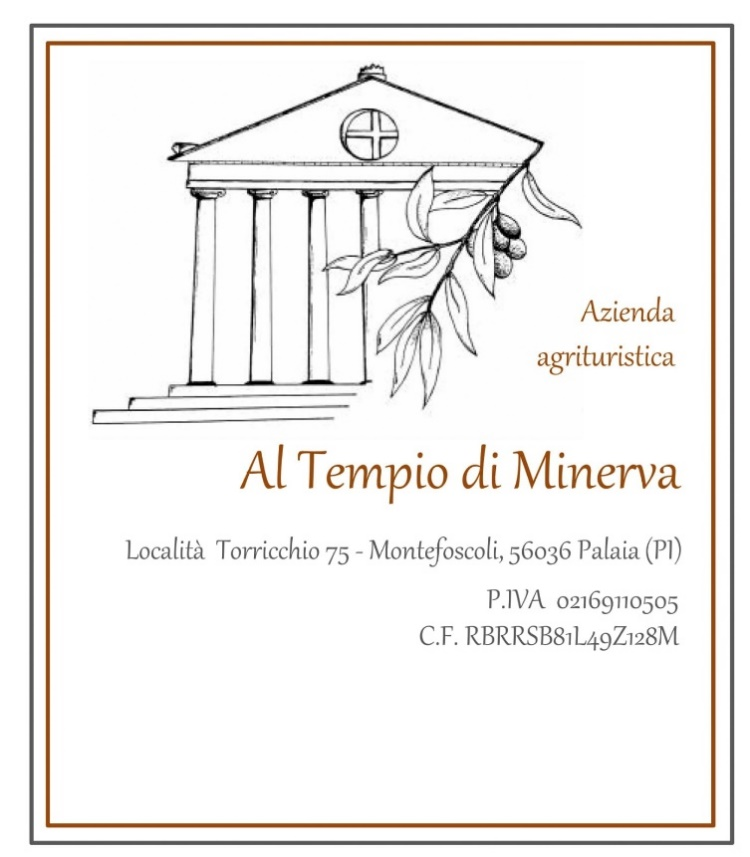 Azienda
agrituristica
Al Tempio di Minerva
Località Torricchio 75 - Montefoscoli, 56036 Palaia (PI)
P.IVA 02169110505
C.F. RBRRSB81L49Z128M